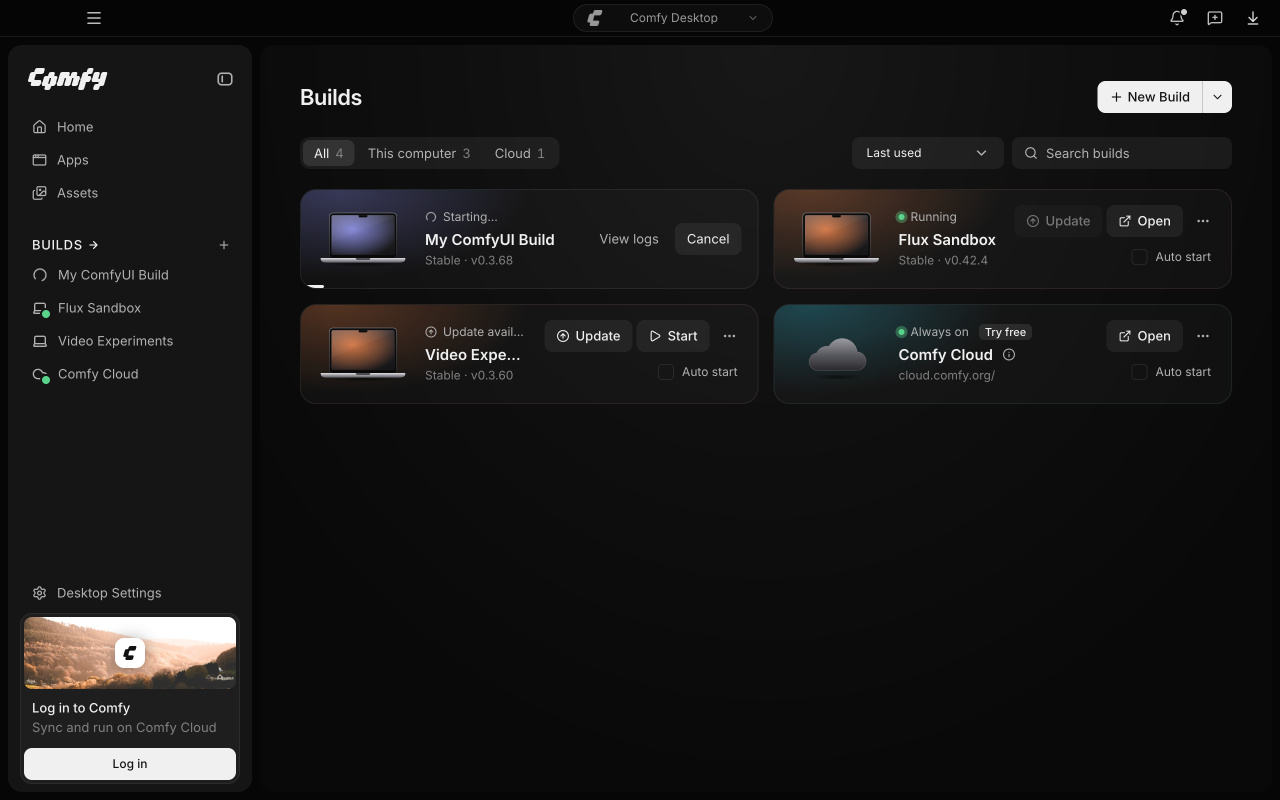 Comfy Desktop
Comfy
Home
Apps
Assets
BUILDS
My ComfyUI Build
Flux Sandbox
Video Experiments
Comfy Cloud
Desktop Settings
Log in to Comfy
Sync and run on Comfy Cloud
Log in
Builds
New Build
All 4
This computer 3
Cloud 1
Last used
Search builds
Starting...
My ComfyUI Build
Stable · v0.3.68
View logs
Cancel
Running
Flux Sandbox
Stable · v0.42.4
Update
Open
Auto start
Update avail...
Video Expe...
Stable · v0.3.60
Update
Start
Auto start
Always on
Try free
Comfy Cloud
cloud.comfy.org/
Open
Auto start